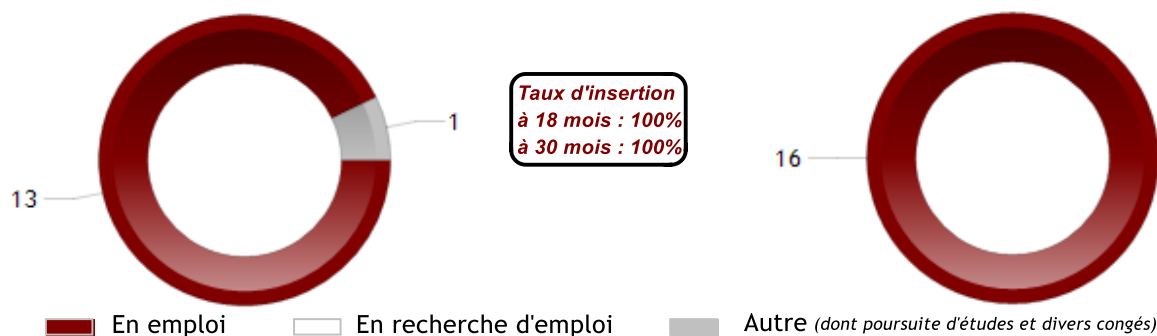 1
Taux d'insertion
à 18 mois : 100%
à 30 mois : 100%
16
13
En emploi
En recherche d'emploi
Autre (dont poursuite d'études et divers congés)